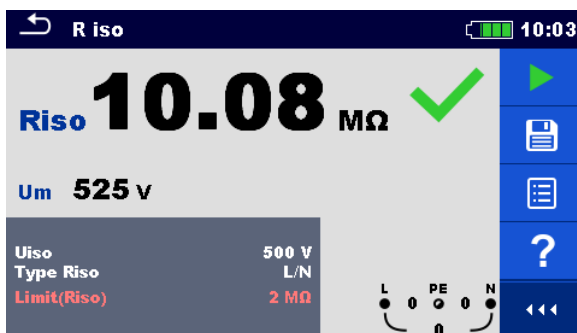 R iso 10:03
Riso 10.08 MΩ
Um 525 V
Uiso 500 V
Type Riso L/N
Limit(Riso) 2 MΩ
?
L PE N
0 0
0